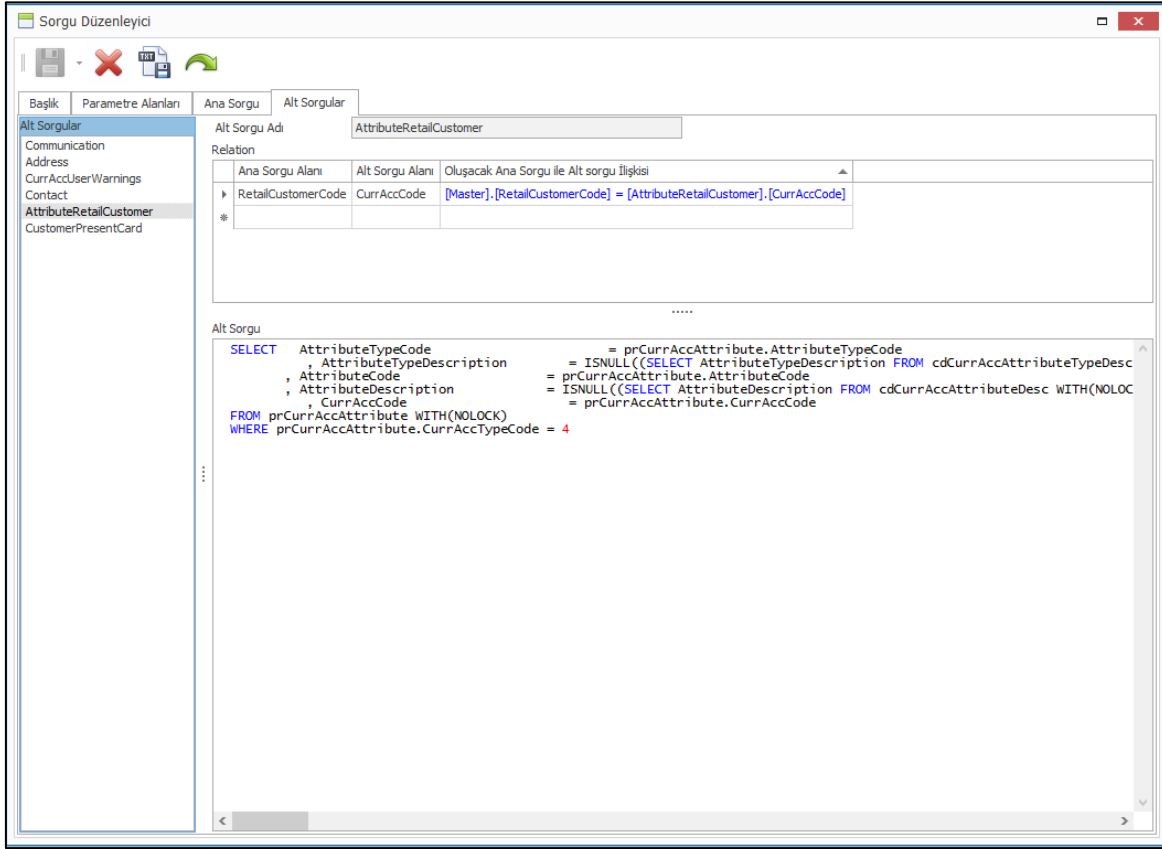 Sorgu Düzenleyici
TXT
Başlık Parametre Alanları Ana Sorgu Alt Sorgular
Alt Sorgular
Communication
Address
CurrAccUserWarnings
Contact
AttributeRetailCustomer
CustomerPresentCard
Alt Sorgu Adı AttributeRetailCustomer
Relation
Ana Sorgu Alanı Alt Sorgu Alanı Oluşacak Ana Sorgu ile Alt sorgu İlişkisi
RetailCustomerCode CurrAccCode [Master].[RetailCustomerCode] = [AttributeRetailCustomer].[CurrAccCode]
Alt Sorgu
SELECT AttributeTypeCode = prCurrAccAttribute.AttributeTypeCode
, AttributeTypeDescription = ISNULL((SELECT AttributeTypeDescription FROM cdCurrAccAttributeTypeDesc
, AttributeCode = prCurrAccAttribute.AttributeCode
, AttributeDescription = ISNULL((SELECT AttributeDescription FROM cdCurrAccAttributeDesc WITH(NOLOC
, CurrAccCode = prCurrAccAttribute.CurrAccCode
FROM prCurrAccAttribute WITH(NOLOCK)
WHERE prCurrAccAttribute.CurrAccTypeCode = 4